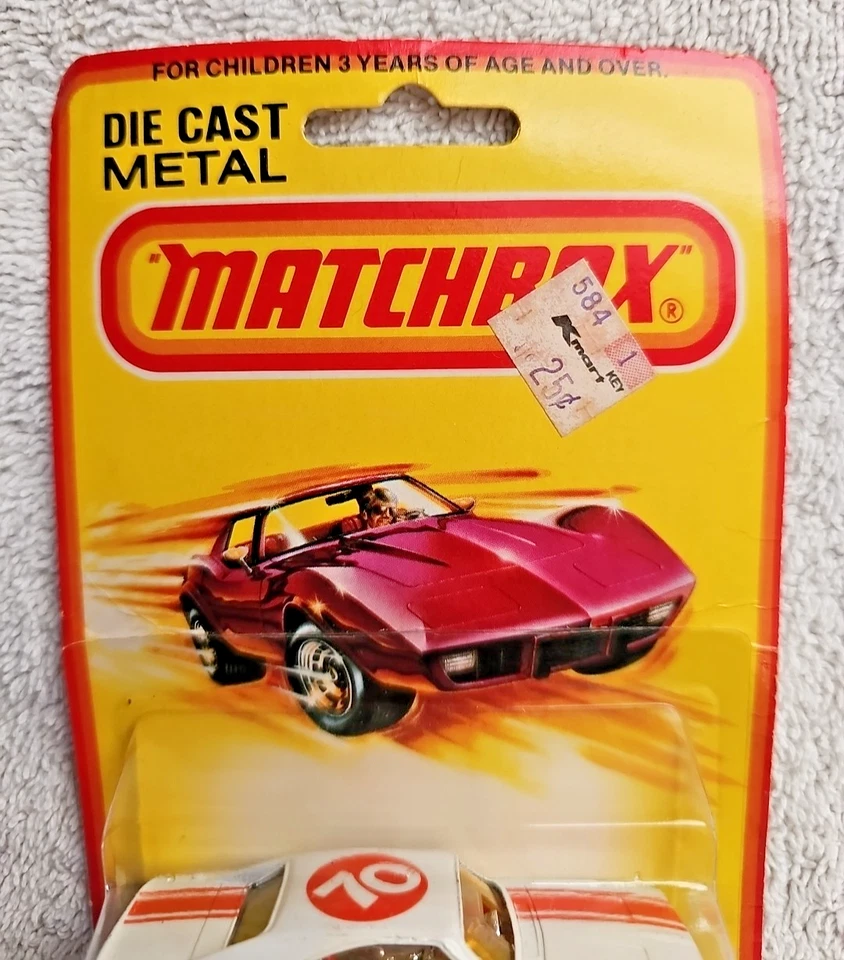 FOR CHILDREN 3 YEARS OF AGE AND OVER.
DIE CAST
METAL
"MATCHBOX"®
584 1
Kmart KEY
25¢
70